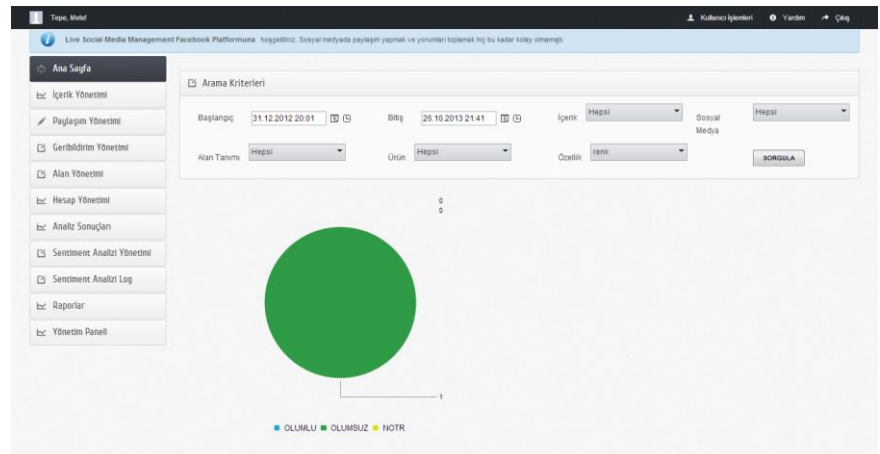 Tepe, Mete!
Kullanıcı İşlemleri
Yardım
Çıkış
Live Social Media Management Facebook Platformuna hoşgeldiniz. Sosyal medyada paylaşım yapmak ve yorumları toplamak hiç bu kadar kolay olmamıştı.
Ana Sayfa
İçerik Yönetimi
Paylaşım Yönetimi
Geribildirim Yönetimi
Alan Yönetimi
Hesap Yönetimi
Analiz Sonuçları
Sentiment Analizi Yönetimi
Sentiment Analizi Log
Raporlar
Yönetim Paneli
Arama Kriterleri
Başlangıç 31.12.2012 20:01
Bitiş 26.10.2013 21:41
İçerik Hepsi
Sosyal
Medya
Hepsi
Alan Tanımı Hepsi
Ürün Hepsi
Özellik renk
SORGULA
0
0
1
OLUMLU OLUMSUZ NOTR